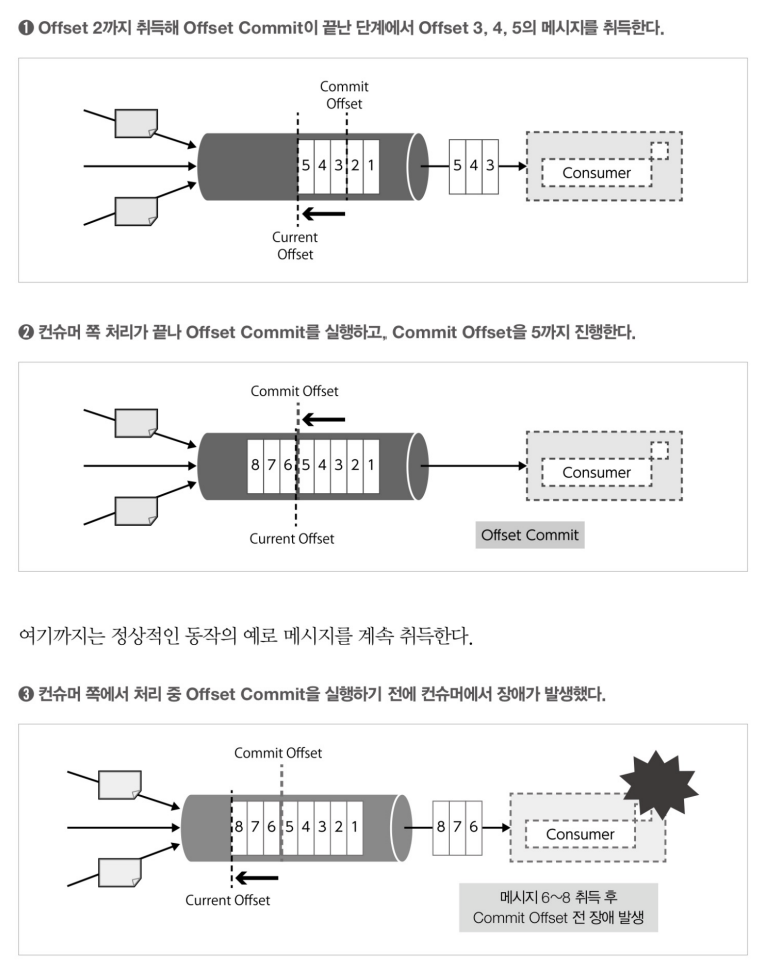 ❶ Offset 2까지 취득해 Offset Commit이 끝난 단계에서 Offset 3, 4, 5의 메시지를 취득한다.
Commit
Offset
5 4 3 2 1
5 4 3
Consumer
Current
Offset
❷ 컨슈머 쪽 처리가 끝나 Offset Commit를 실행하고, Commit Offset을 5까지 진행한다.
Commit Offset
8 7 6 5 4 3 2 1
Consumer
Current Offset
Offset Commit
여기까지는 정상적인 동작의 예로 메시지를 계속 취득한다.
❸ 컨슈머 쪽에서 처리 중 Offset Commit을 실행하기 전에 컨슈머에서 장애가 발생했다.
Commit Offset
8 7 6 5 4 3 2 1
8 7 6
Consumer
Current Offset
메시지 6~8 취득 후
Commit Offset 전 장애 발생